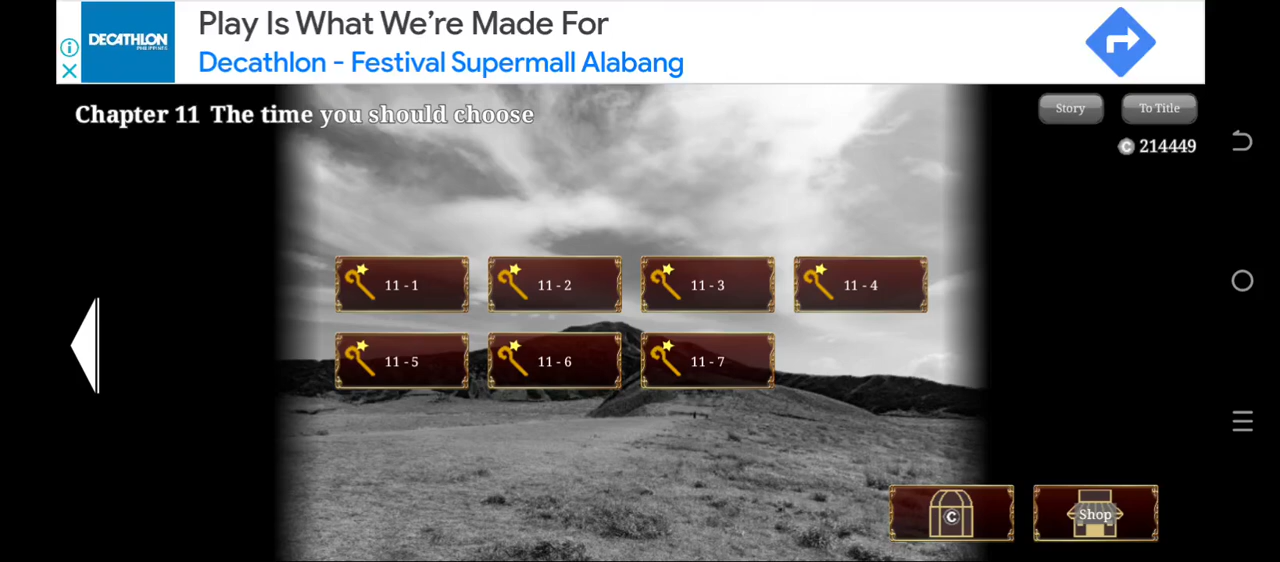 Play Is What We're Made For
DECATHLON
PHILIPPINES
Decathlon - Festival Supermall Alabang
Chapter 11 The time you should choose
Story
To Title
C 214449
11 - 1
11 - 2
11 - 3
11 - 4
11 - 5
11 - 6
11 - 7
C
Shop